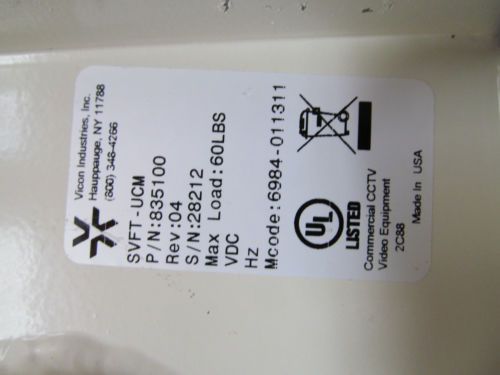 Vicon Industries, Inc.
Hauppauge, NY 11788
(800) 348-4266
SVFT-UCM
P/N:835100
Rev:04
S/N:28212
Max Load:60LBS
VDC
Hz
Mcode:6984-011311
UL
LISTED
Commercial CCTV
Video Equipment
2C88
Made In USA